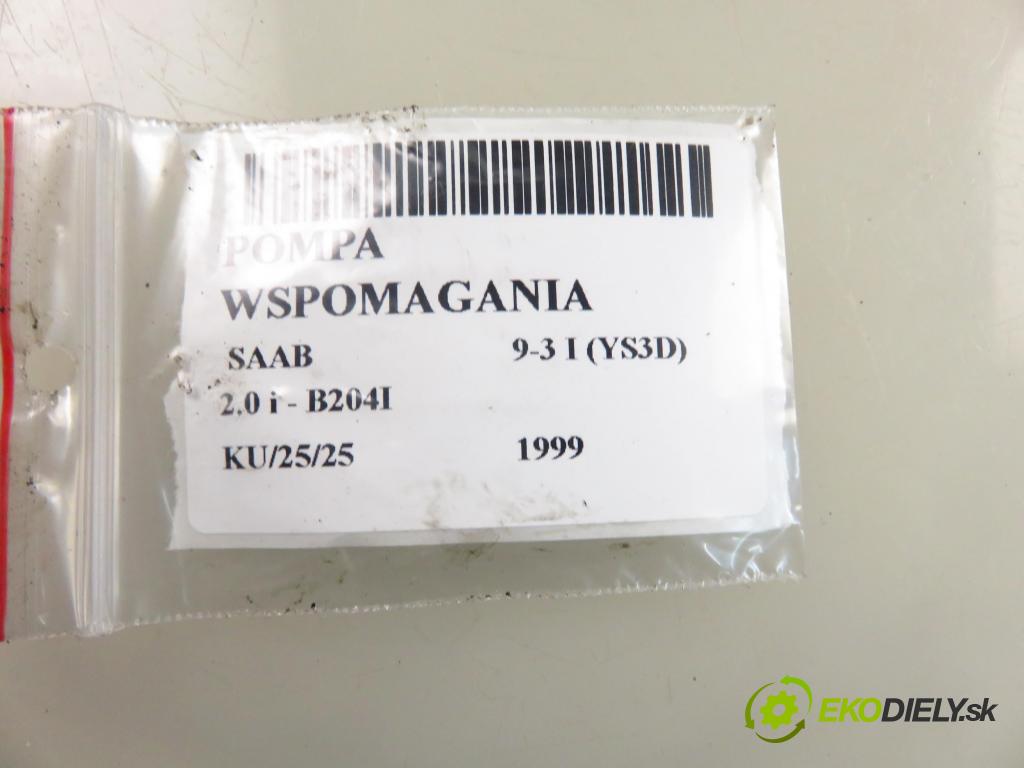 POMPA
WSPOMAGANIA
SAAB 9-3 I (YS3D)
2.0 i - B204I
KU/25/25 1999
EKODIELY.sk